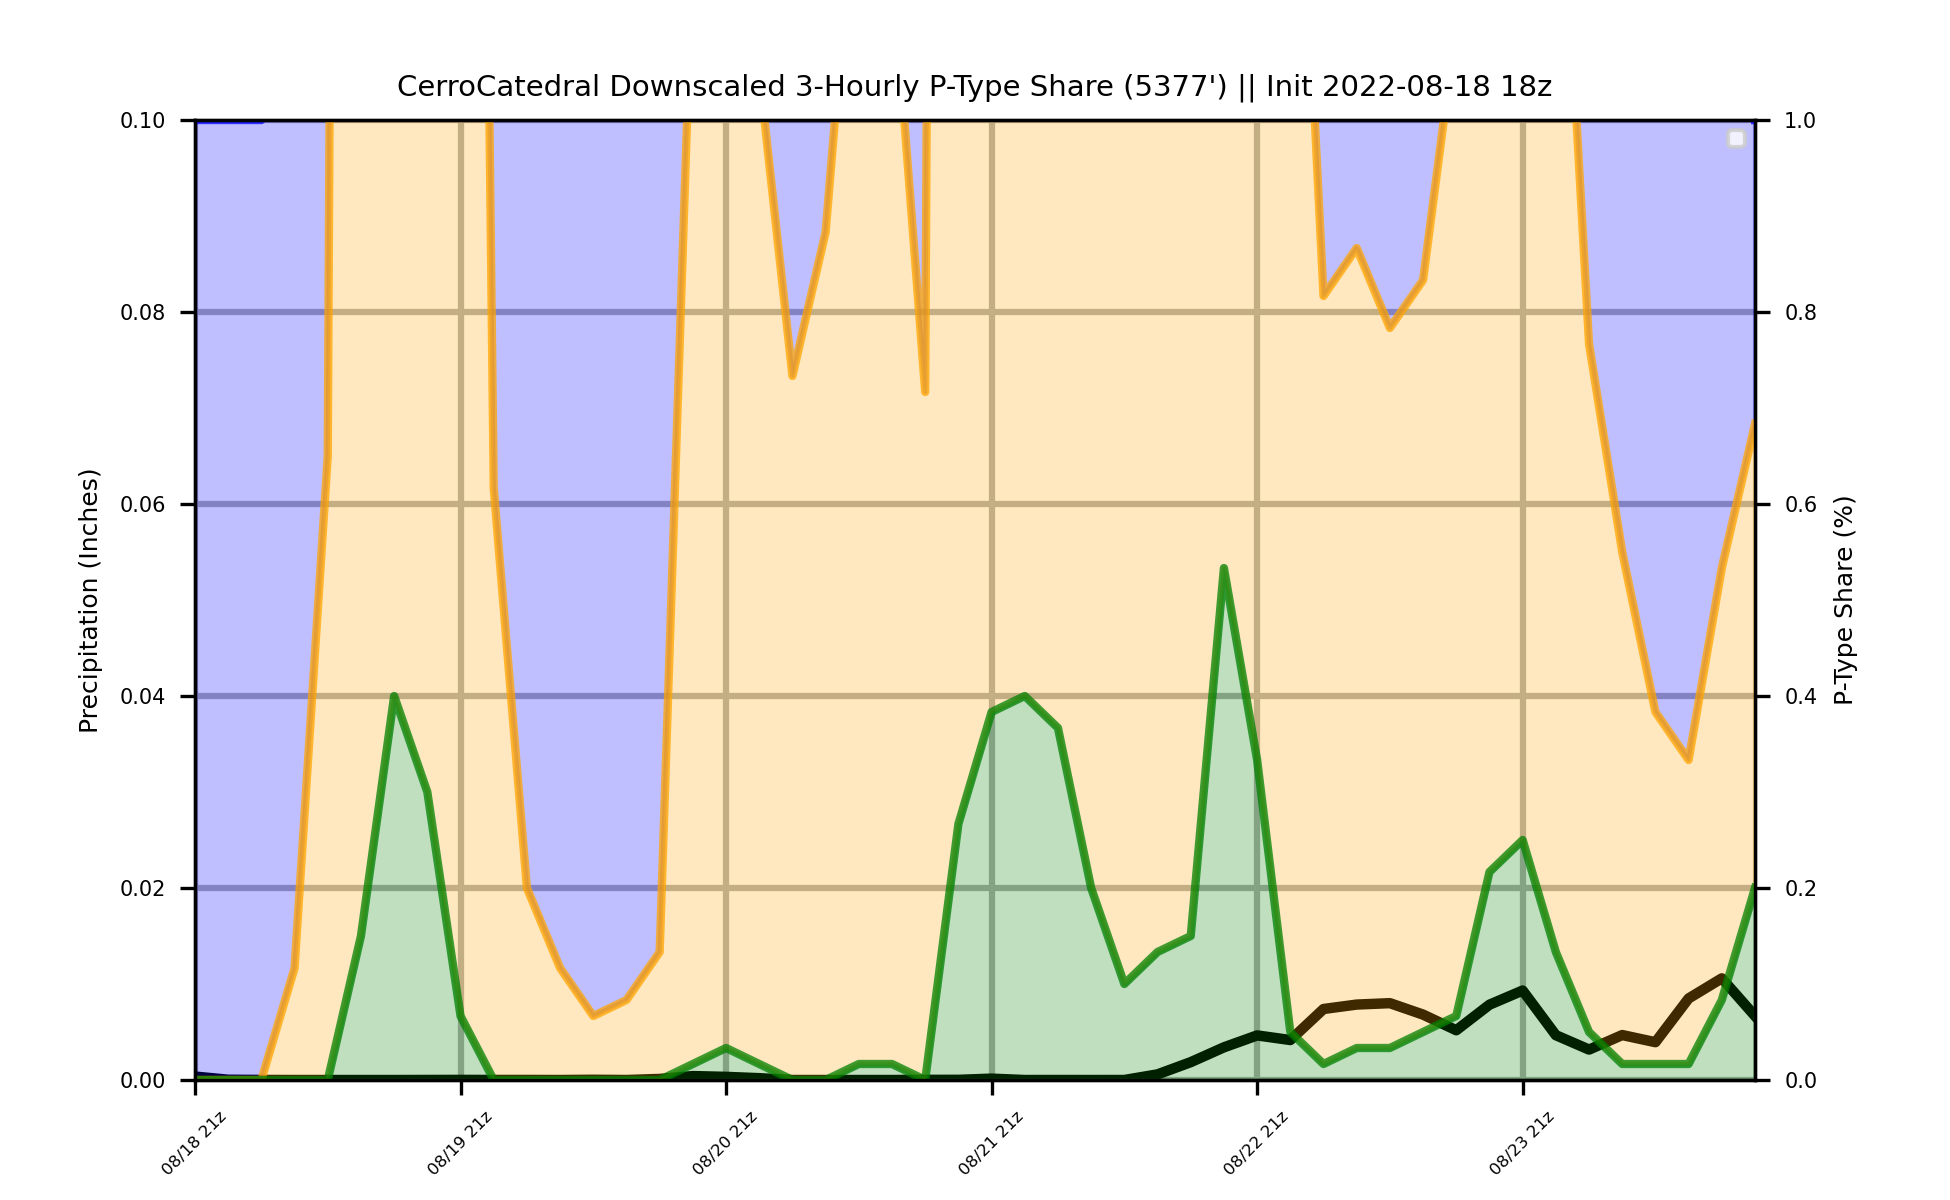 CerroCatedral Downscaled 3-Hourly P-Type Share (5377') || Init 2022-08-18 18z
0.10
0.08
0.06
0.04
0.02
0.00
Precipitation (Inches)
1.0
0.8
0.6
0.4
0.2
0.0
P-Type Share (%)
08/18 21z
08/19 21z
08/20 21z
08/21 21z
08/22 21z
08/23 21z